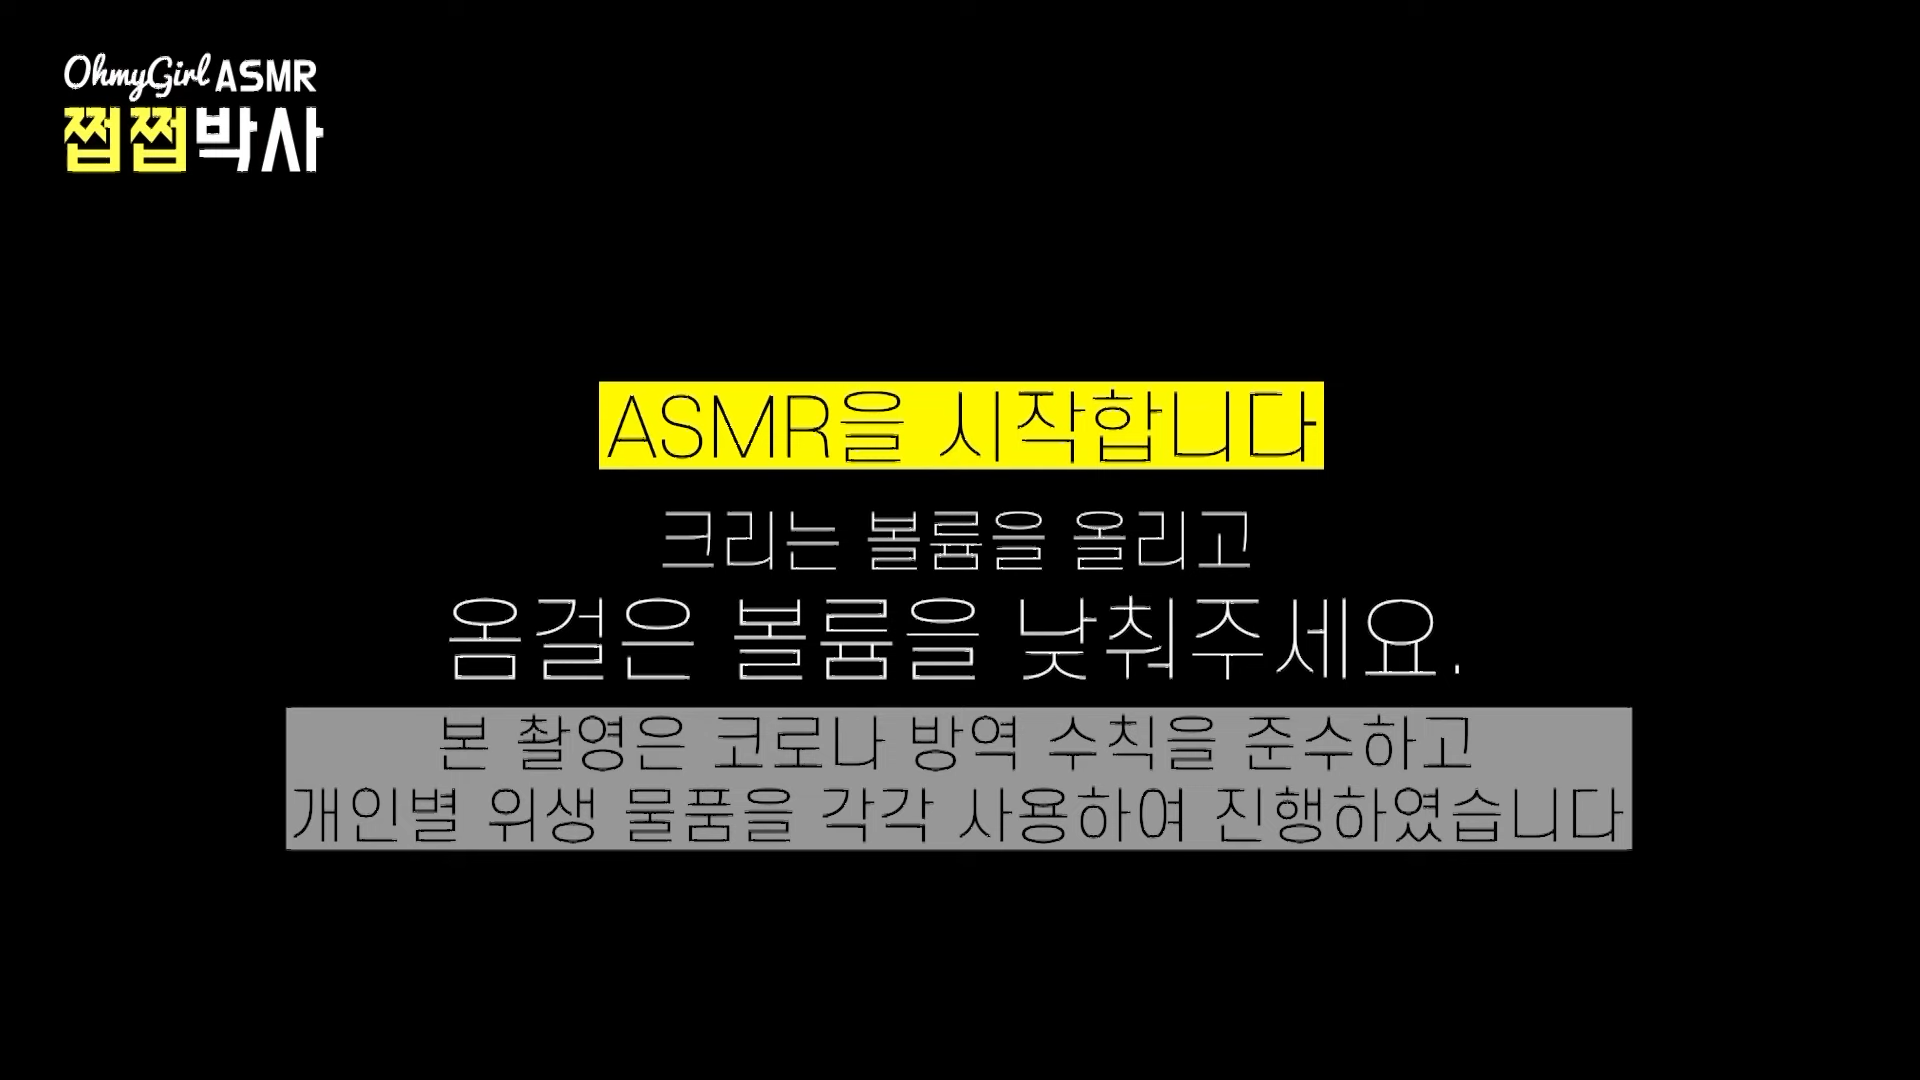 OhmyGirl ASMR
쩝쩝박사
ASMR을 시작합니다
크리는 볼륨을 올리고
옴걸은 볼륨을 낮춰주세요.
본 촬영은 코로나 방역 수칙을 준수하고
개인별 위생 물품을 각각 사용하여 진행하였습니다